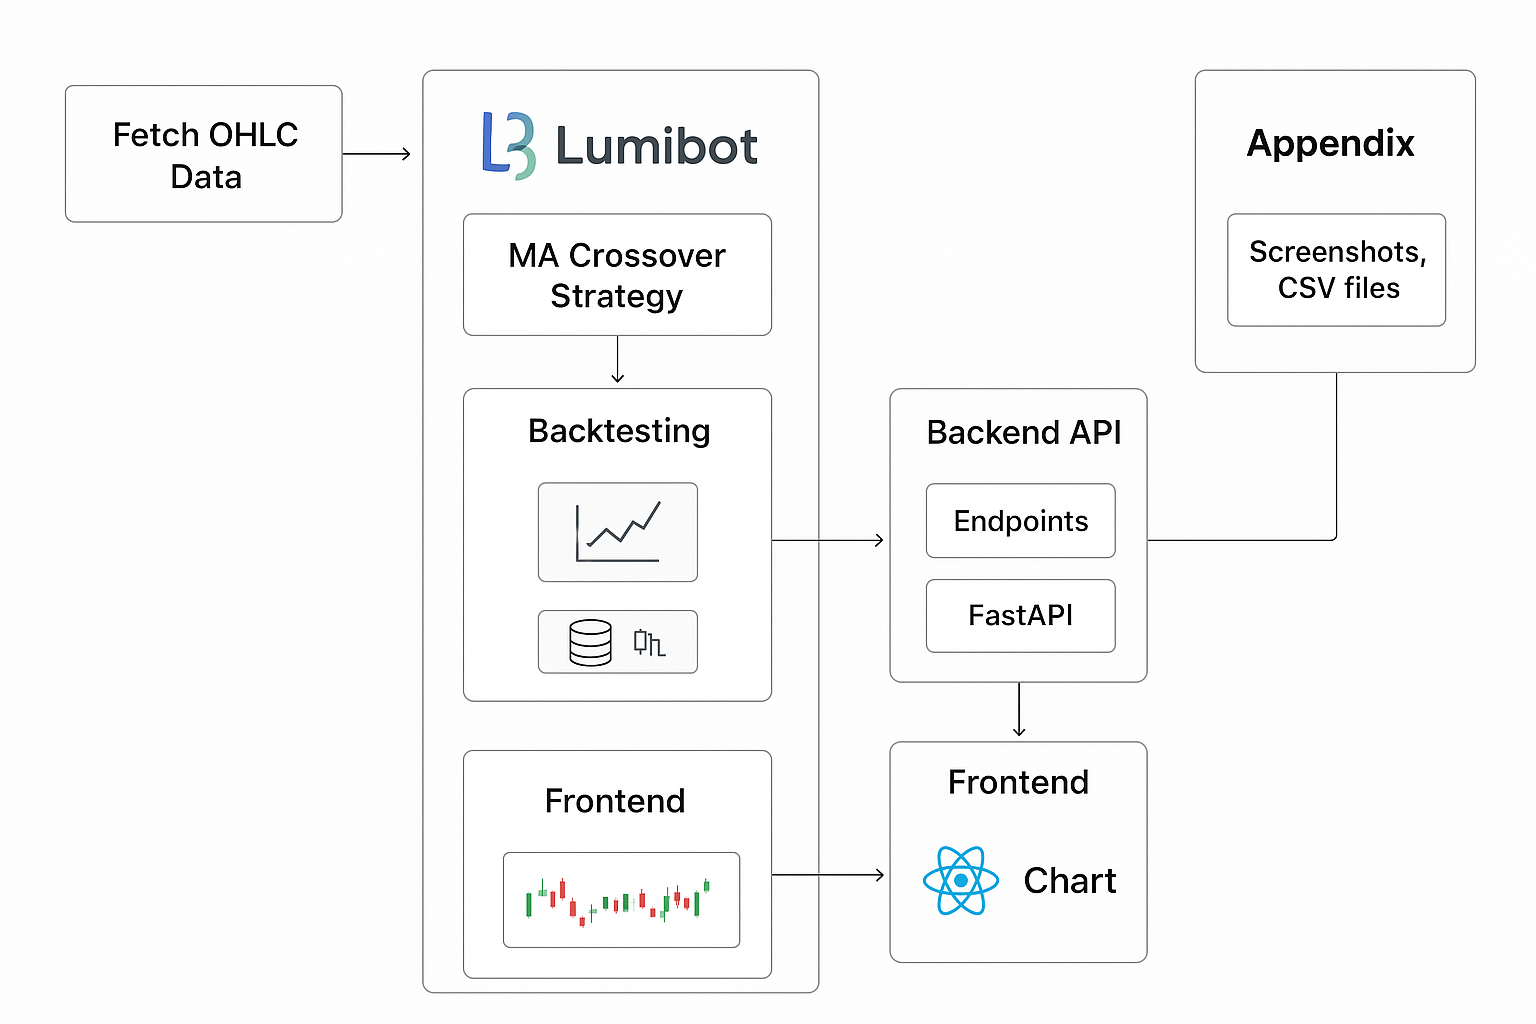 Fetch OHLC
Data
Lumibot
MA Crossover
Strategy
Backtesting
Frontend
Backend API
Endpoints
FastAPI
Frontend
Chart
Appendix
Screenshots,
CSV files